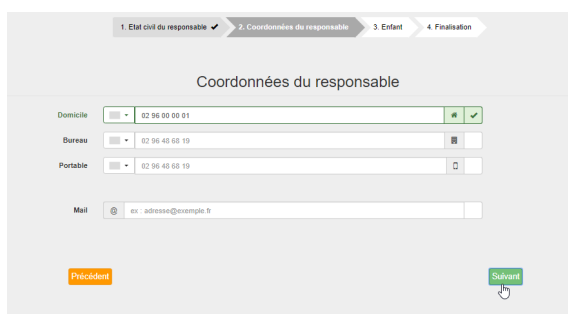 1. Etat civil du responsable ✔ 2. Coordonnées du responsable 3. Enfant 4. Finalisation
Coordonnées du responsable
Domicile 02 96 00 00 01
Bureau 02 96 48 68 19
Portable 02 96 48 68 19
Mail @ ex : adresse@exemple.fr
Précédent Suivant